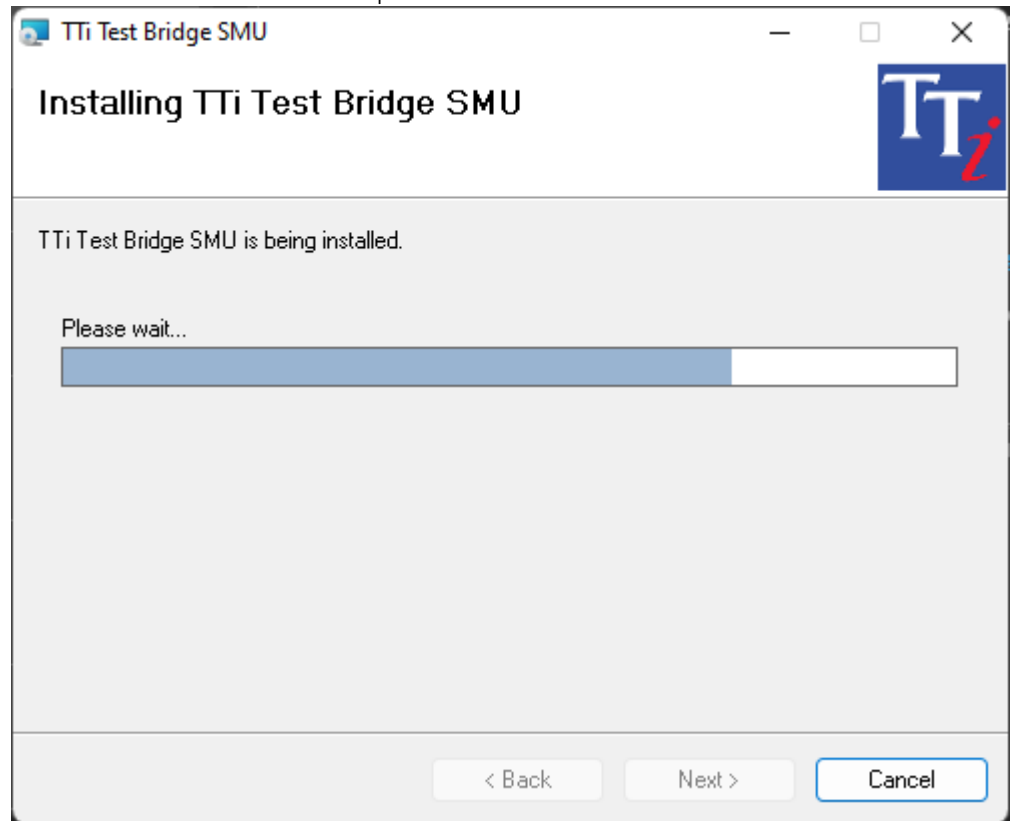 TTi Test Bridge SMU
Installing TTi Test Bridge SMU
TTi
TTi Test Bridge SMU is being installed.
Please wait...
< Back
Next >
Cancel